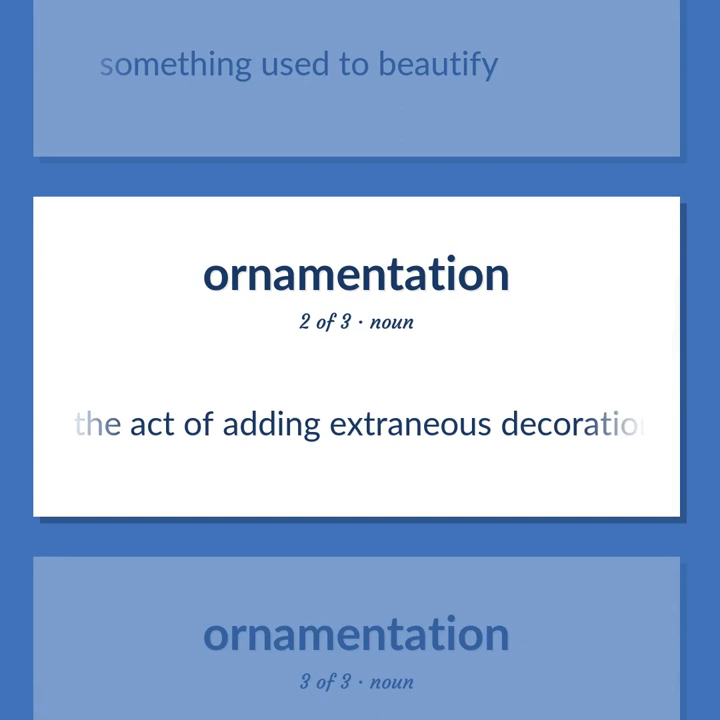 something used to beautify
ornamentation
2 of 3 · noun
the act of adding extraneous decoration
ornamentation
3 of 3 · noun